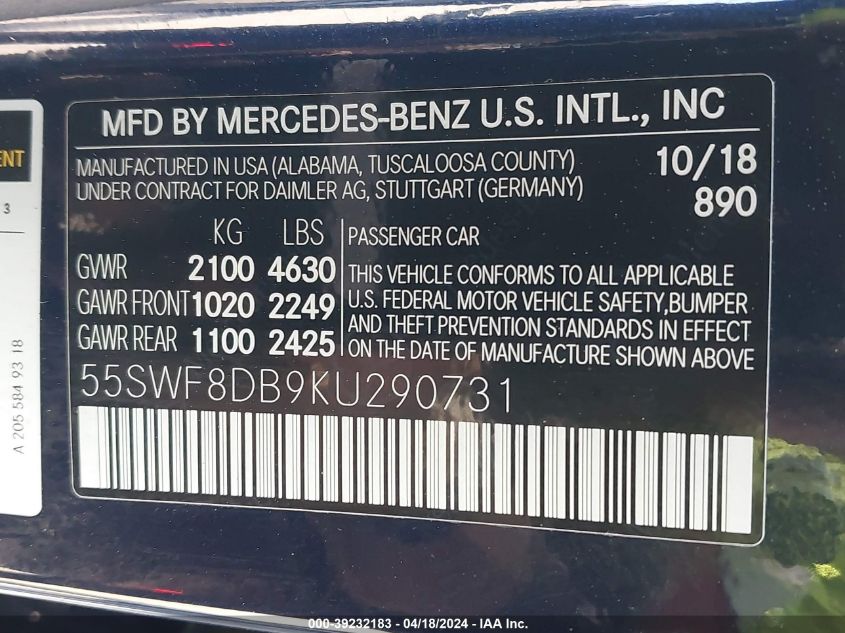 MFD BY MERCEDES-BENZ U.S. INTL., INC
MANUFACTURED IN USA (ALABAMA, TUSCALOOSA COUNTY) 10/18
UNDER CONTRACT FOR DAIMLER AG, STUTTGART (GERMANY) 890
KG LBS PASSENGER CAR
GVWR 2100 4630 THIS VEHICLE CONFORMS TO ALL APPLICABLE
GAWR FRONT 1020 2249 U.S. FEDERAL MOTOR VEHICLE SAFETY, BUMPER
GAWR REAR 1100 2425 AND THEFT PREVENTION STANDARDS IN EFFECT
ON THE DATE OF MANUFACTURE SHOWN ABOVE
55SWF8DB9KU290731
ENT
3
A 205 584 93 18
000-39232183 - 04/18/2024 - IAA Inc.